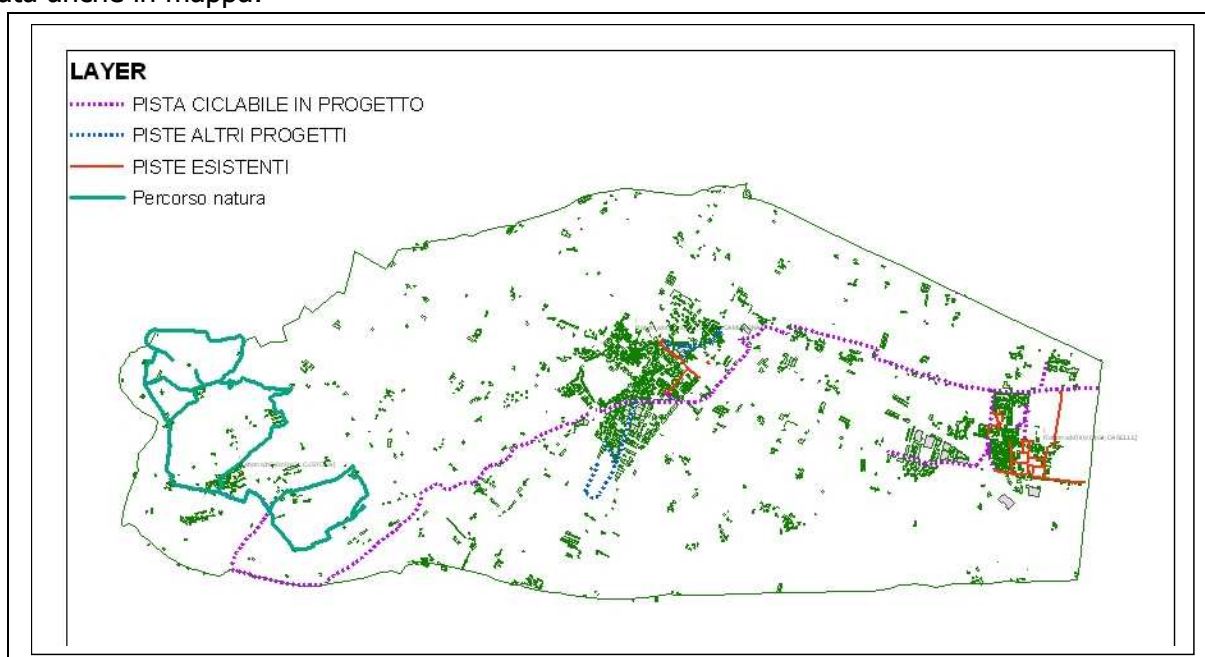 ata anche in mappa.
LAYER
PISTA CICLABILE IN PROGETTO
PISTE ALTRI PROGETTI
PISTE ESISTENTI
Percorso natura